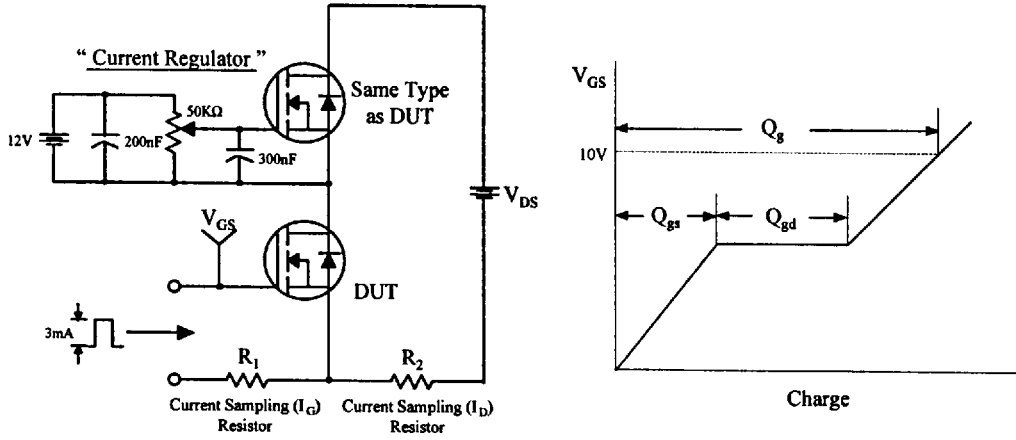 “ Current Regulator ”
50KΩ
12V
200nF
300nF
Same Type
as DUT
V_DS
V_GS
DUT
3mA
R_1
R_2
Current Sampling (I_G)
Resistor
Current Sampling (I_D)
Resistor
V_GS
Q_g
10V
Q_gs
Q_gd
Charge